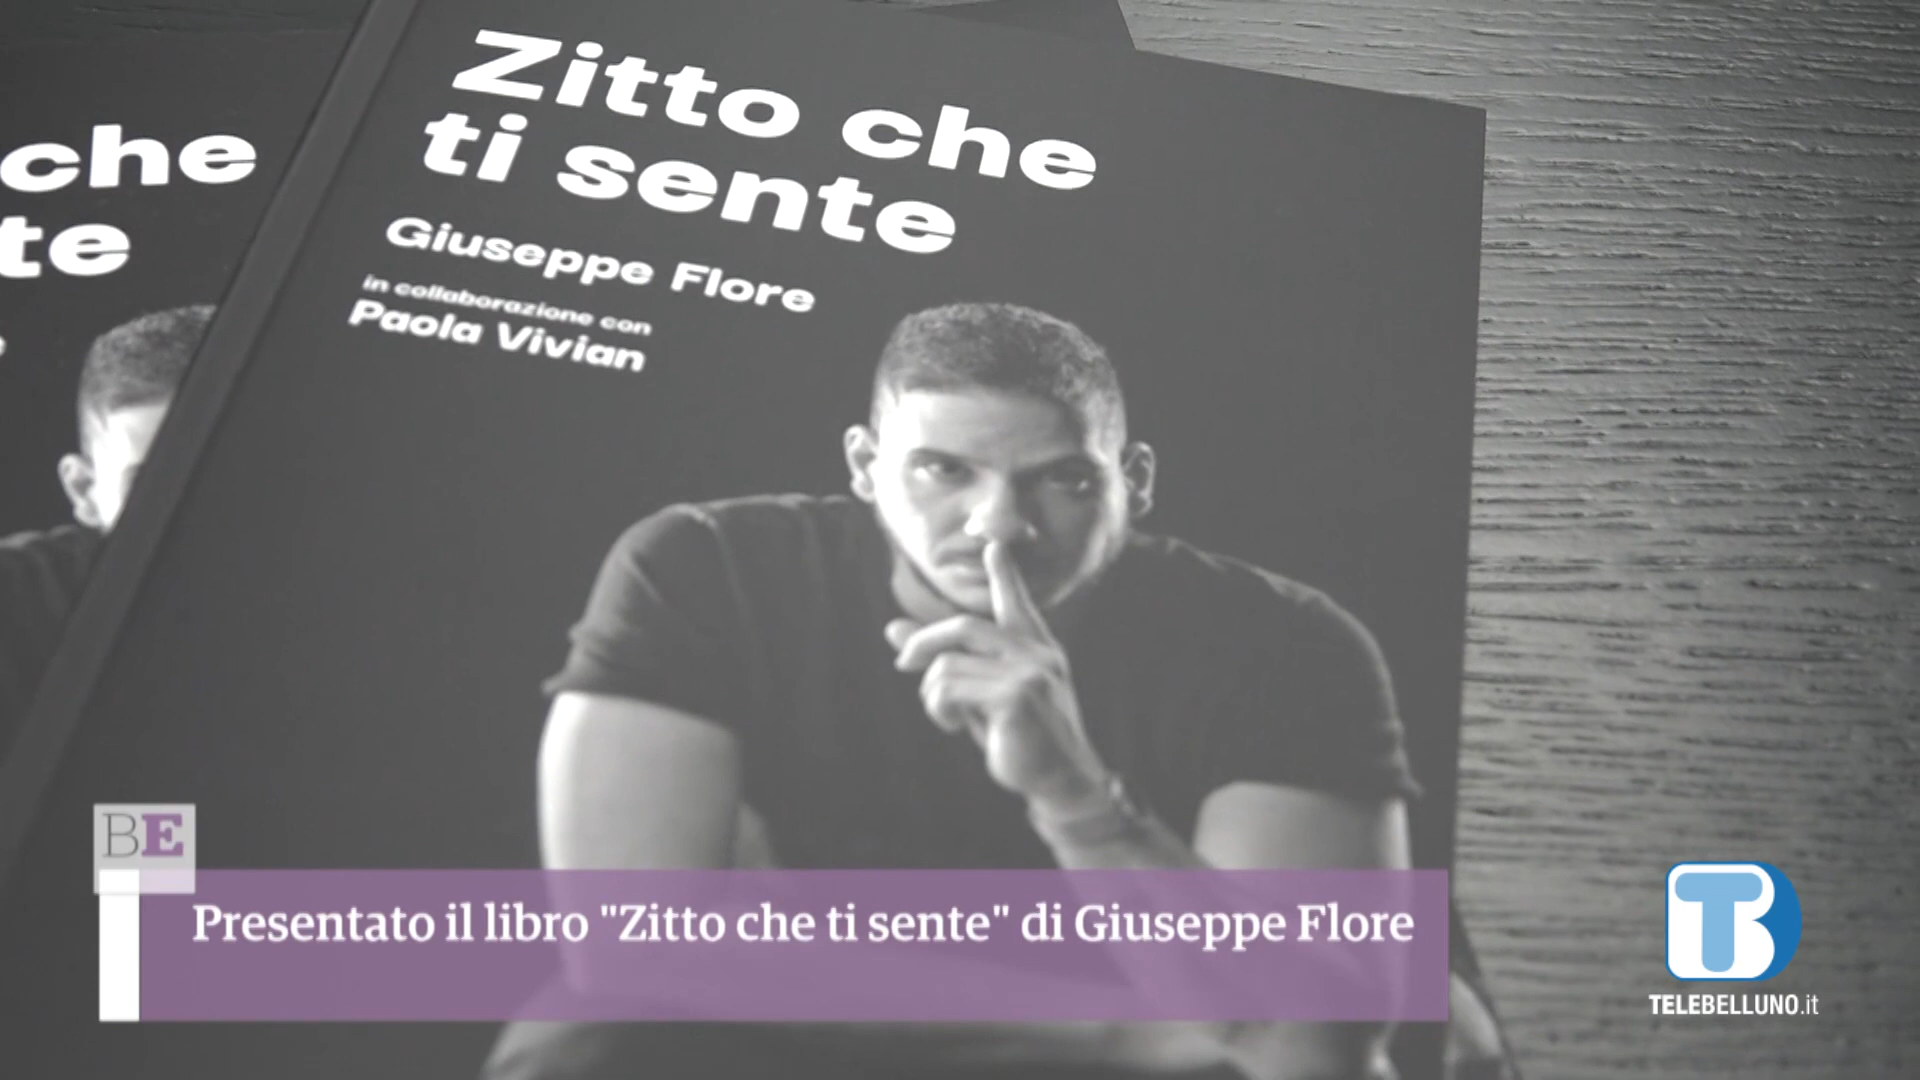 Zitto che
ti sente
Giuseppe Flore
in collaborazione con
Paola Vivian
che
te
BE
Presentato il libro "Zitto che ti sente" di Giuseppe Flore
TB
TELEBELLUNO.it